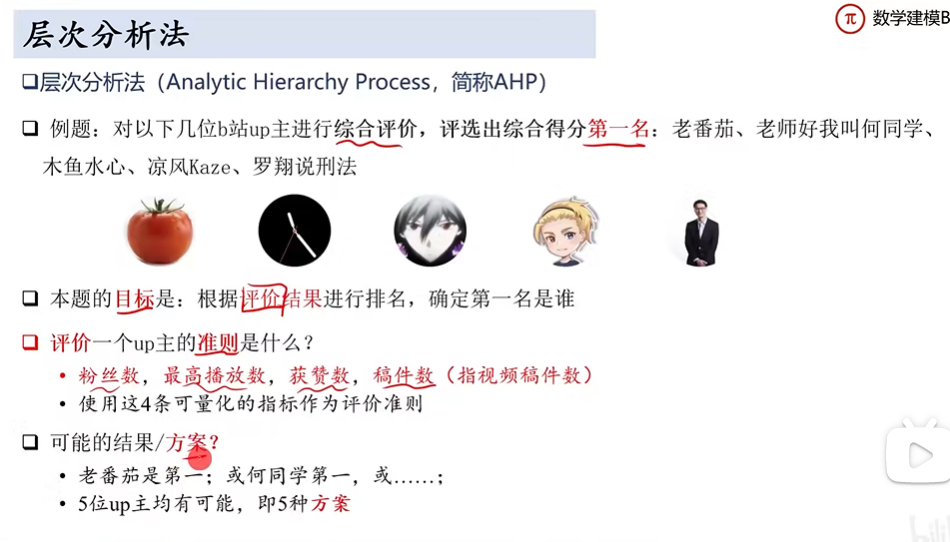 π 数学建模B
层次分析法
❑层次分析法（Analytic Hierarchy Process，简称AHP）
❑ 例题：对以下几位b站up主进行综合评价，评选出综合得分第一名：老番茄、老师好我叫何同学、
木鱼水心、凉风Kaze、罗翔说刑法
❑ 本题的目标是：根据评价结果进行排名，确定第一名是谁
❑ 评价一个up主的准则是什么？
• 粉丝数，最高播放数，获赞数，稿件数（指视频稿件数）
• 使用这4条可量化的指标作为评价准则
❑ 可能的结果/方案？
• 老番茄是第一；或何同学第一，或……；
• 5位up主均有可能，即5种方案